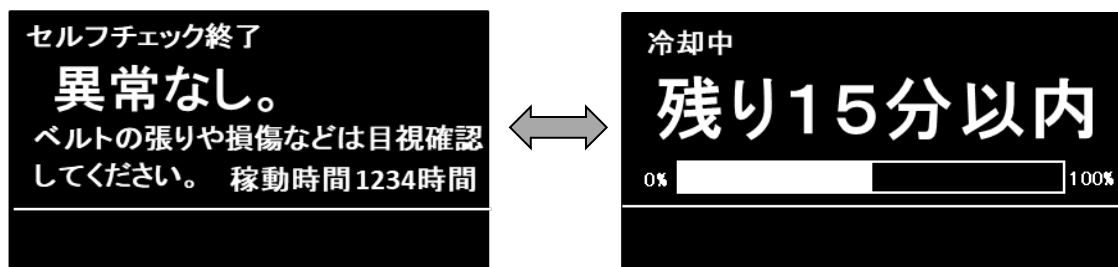 セルフチェック終了
異常なし。
ベルトの張りや損傷などは目視確認
してください。 稼動時間1234時間
冷却中
残り15分以内
0% 100%